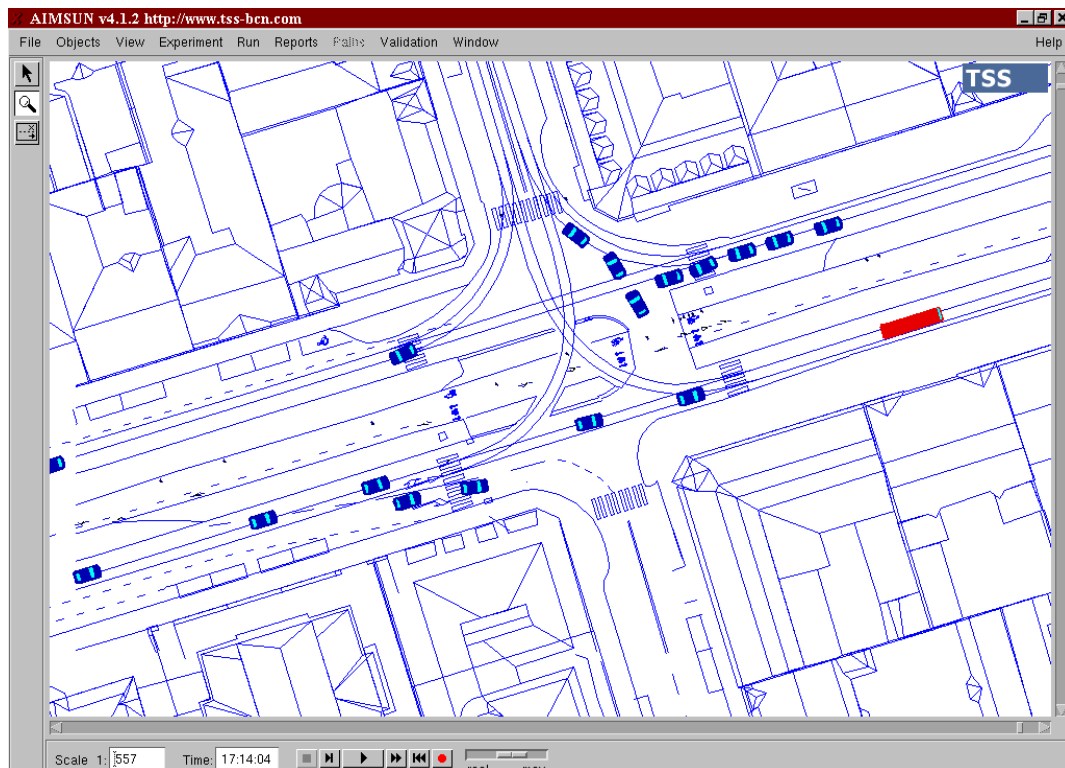 AIMSUN v4.1.2 http://www.tss-bcn.com
File Objects View Experiment Run Reports Paths Validation Window Help
TSS
Scale 1: 557 Time: 17:14:04